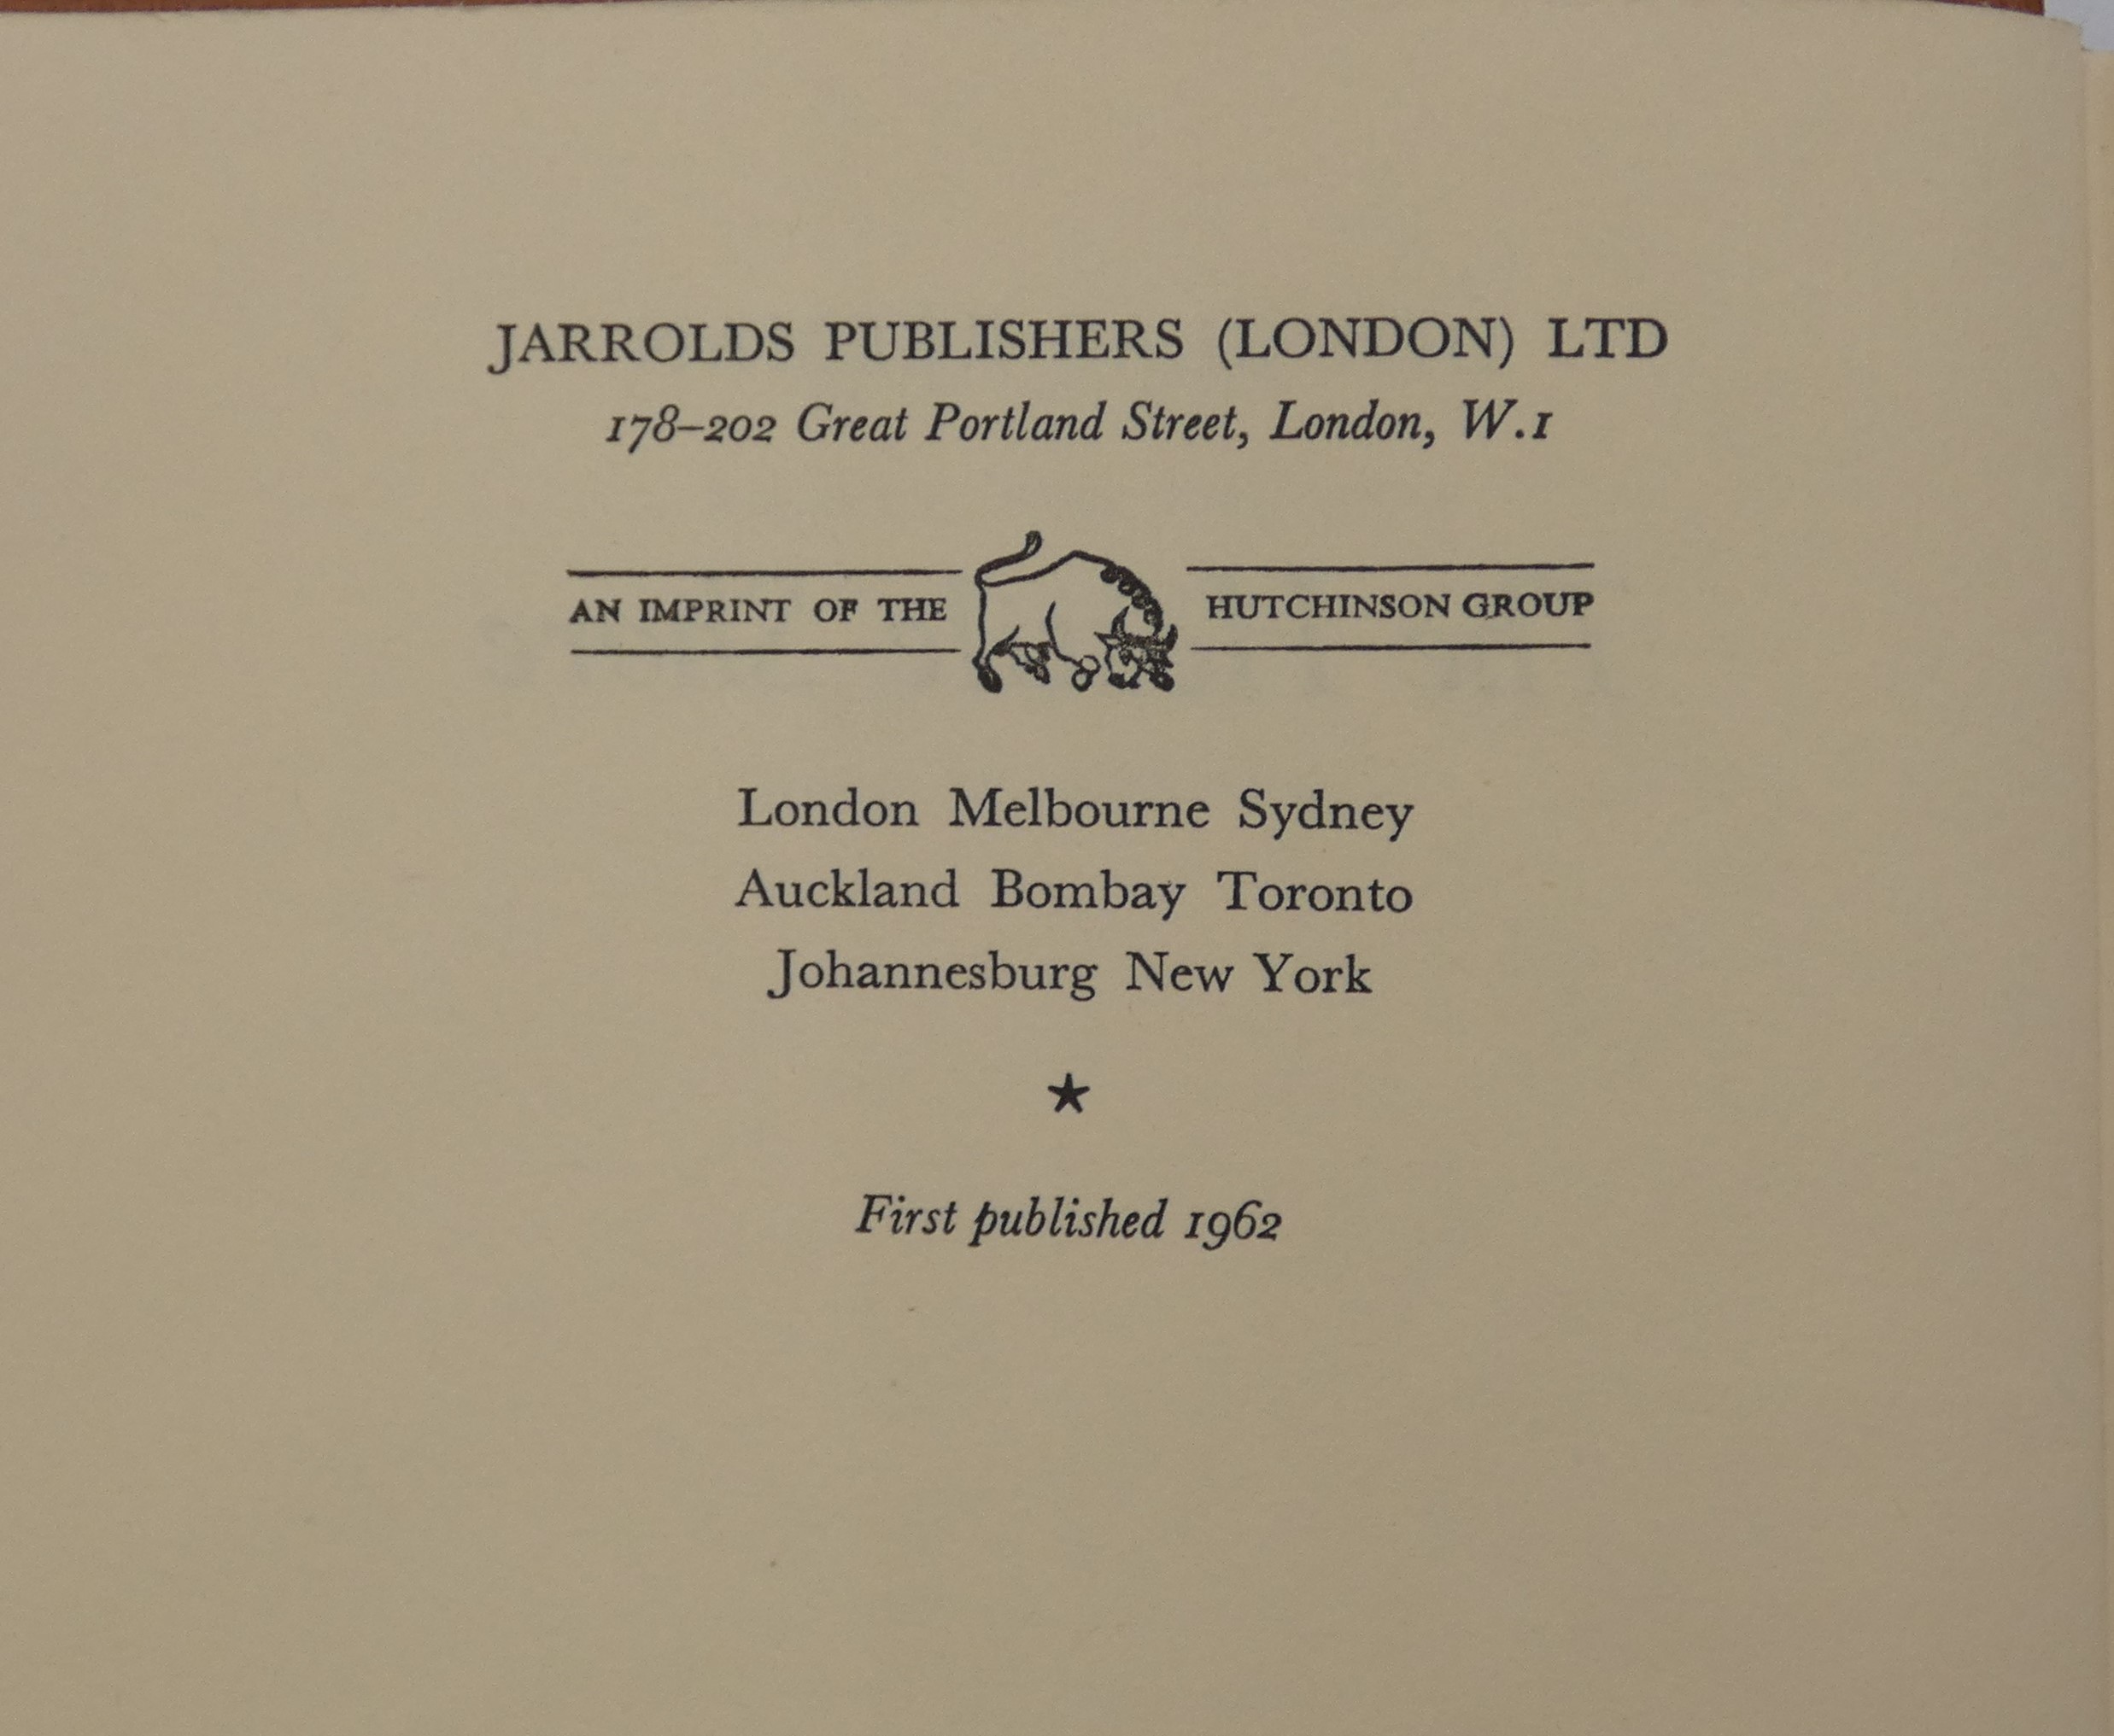 JARROLDS PUBLISHERS (LONDON) LTD
178–202 Great Portland Street, London, W.1
AN IMPRINT OF THE HUTCHINSON GROUP
London Melbourne Sydney
Auckland Bombay Toronto
Johannesburg New York
★
First published 1962